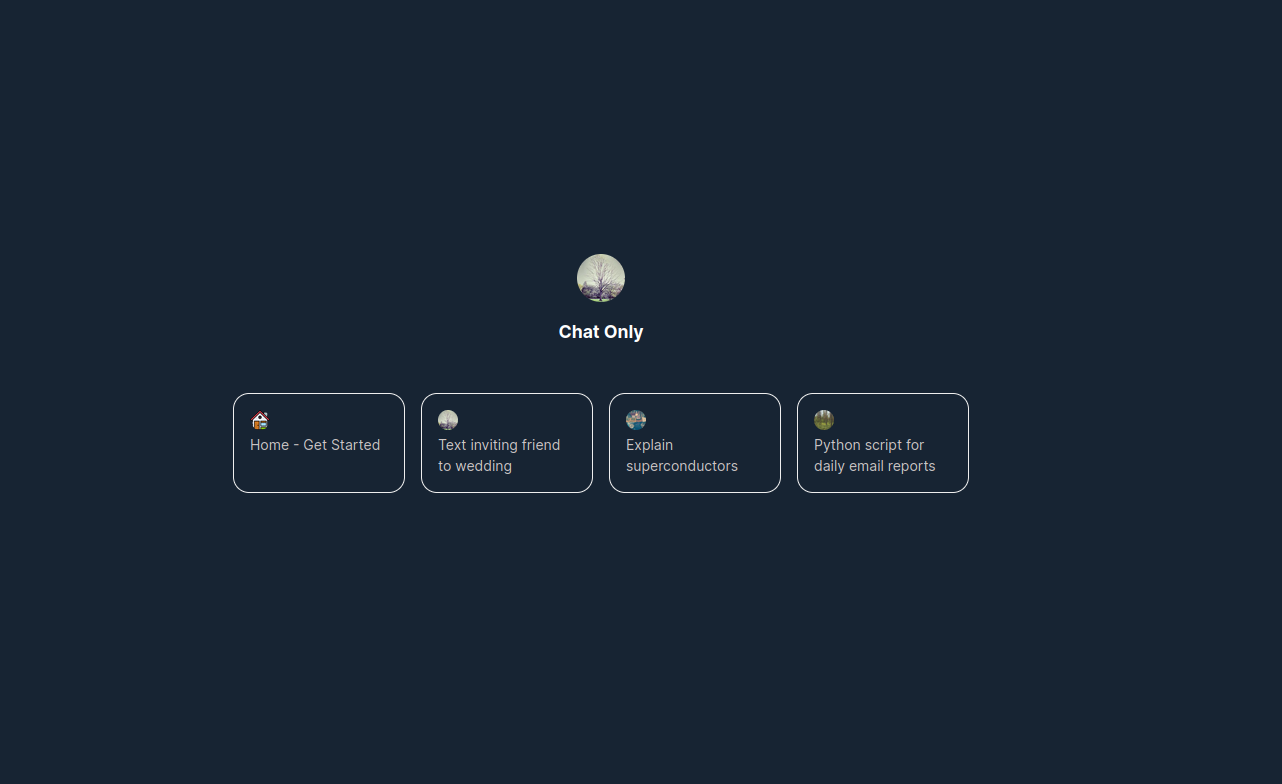 Chat Only
Home - Get Started
Text inviting friend
to wedding
Explain
superconductors
Python script for
daily email reports